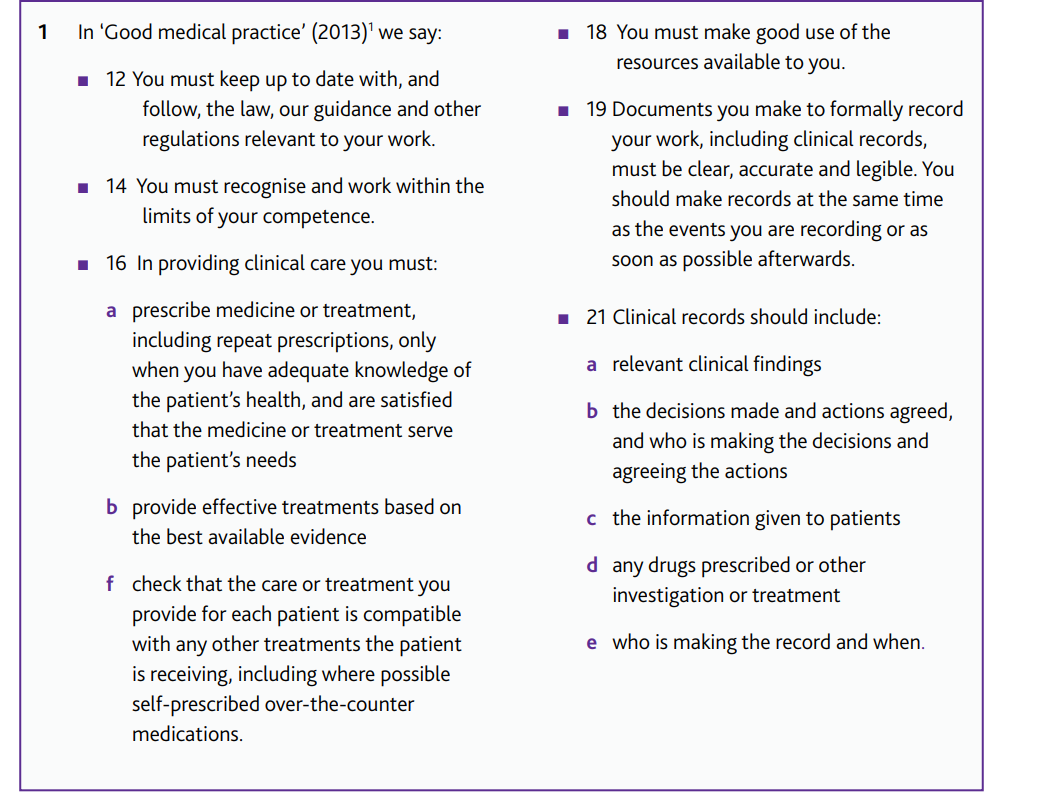 1 In ‘Good medical practice’ (2013)¹ we say:
■ 12 You must keep up to date with, and
follow, the law, our guidance and other
regulations relevant to your work.
■ 14 You must recognise and work within the
limits of your competence.
■ 16 In providing clinical care you must:
a prescribe medicine or treatment,
including repeat prescriptions, only
when you have adequate knowledge of
the patient’s health, and are satisfied
that the medicine or treatment serve
the patient’s needs
b provide effective treatments based on
the best available evidence
f check that the care or treatment you
provide for each patient is compatible
with any other treatments the patient
is receiving, including where possible
self-prescribed over-the-counter
medications.
■ 18 You must make good use of the
resources available to you.
■ 19 Documents you make to formally record
your work, including clinical records,
must be clear, accurate and legible. You
should make records at the same time
as the events you are recording or as
soon as possible afterwards.
■ 21 Clinical records should include:
a relevant clinical findings
b the decisions made and actions agreed,
and who is making the decisions and
agreeing the actions
c the information given to patients
d any drugs prescribed or other
investigation or treatment
e who is making the record and when.